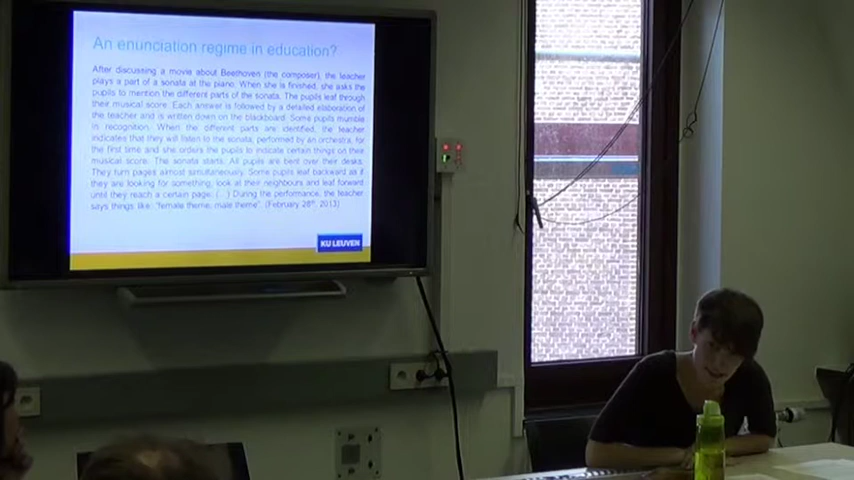 An enunciation regime in education?
After discussing a movie about Beethoven (the composer), the teacher
plays a part of a sonata at the piano. When she is finished, she asks the
pupils to mention the different parts of the sonata. The pupils leaf through
their musical score. Each answer is followed by a detailed elaboration of
the teacher and is written down on the blackboard. Some pupils mumble
in recognition. When the different parts are identified, the teacher
indicates that they will listen to the sonata, performed by an orchestra, for
the first time and she orders the pupils to indicate certain things on their
musical score. The sonata starts. All pupils are bent over their desks.
They turn pages almost simultaneously. Some pupils leaf backward as if
they are looking for something, look at their neighbours and leaf forward
until they reach a certain page. (…) During the performance, the teacher
says things like: "female theme, male theme". (February 28th, 2013)
KU LEUVEN